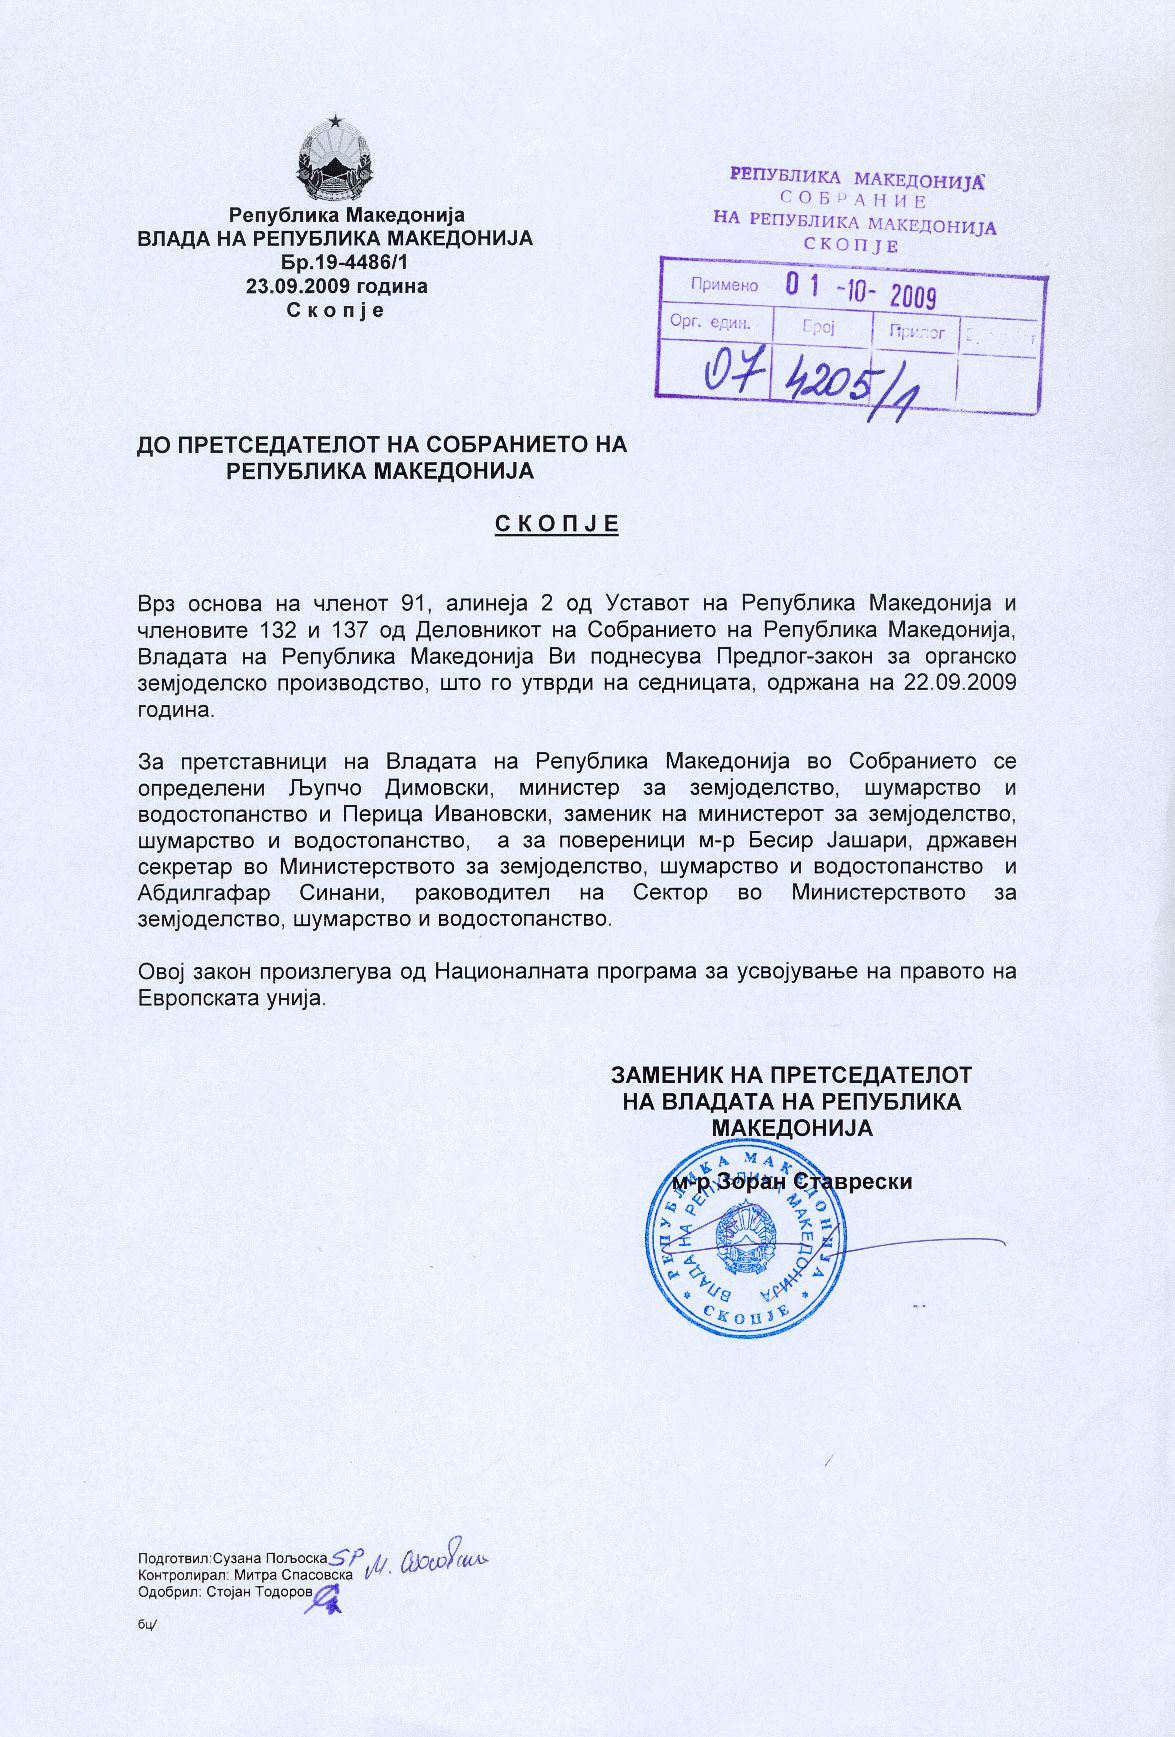 Република Македонија
ВЛАДА НА РЕПУБЛИКА МАКЕДОНИЈА
Бр.19-4486/1
23.09.2009 година
С к о п ј е
РЕПУБЛИКА МАКЕДОНИЈА
СОБРАНИЕ
НА РЕПУБЛИКА МАКЕДОНИЈА
СКОПЈЕ
Примено 01-10-2009
Орг. един. Број Прилог
07 4205/1
ДО ПРЕТСЕДАТЕЛОТ НА СОБРАНИЕТО НА
РЕПУБЛИКА МАКЕДОНИЈА
С К О П Ј Е
Врз основа на членот 91, алинеја 2 од Уставот на Република Македонија и
членовите 132 и 137 од Деловникот на Собранието на Република Македонија,
Владата на Република Македонија Ви поднесува Предлог-закон за органско
земјоделско производство, што го утврди на седницата, одржана на 22.09.2009
година.
За претставници на Владата на Република Македонија во Собранието се
определени Љупчо Димовски, министер за земјоделство, шумарство и
водостопанство и Перица Ивановски, заменик на министерот за земјоделство,
шумарство и водостопанство, а за повереници м-р Бесир Јашари, државен
секретар во Министерството за земјоделство, шумарство и водостопанство и
Абдилгафар Синани, раководител на Сектор во Министерството за
земјоделство, шумарство и водостопанство.
Овој закон произлегува од Националната програма за усвојување на правото на
Европската унија.
ЗАМЕНИК НА ПРЕТСЕДАТЕЛОТ
НА ВЛАДАТА НА РЕПУБЛИКА
МАКЕДОНИЈА
м-р Зоран Ставрески
РЕПУБЛИКА МАКЕДОНИЈА
ВЛАДА НА РЕПУБЛИКА МАКЕДОНИЈА
* СКОПЈЕ *
Подготвил:Сузана Пољоска SP
Контролирал: Митра Спасовска
Одобрил: Стојан Тодоров
бц/